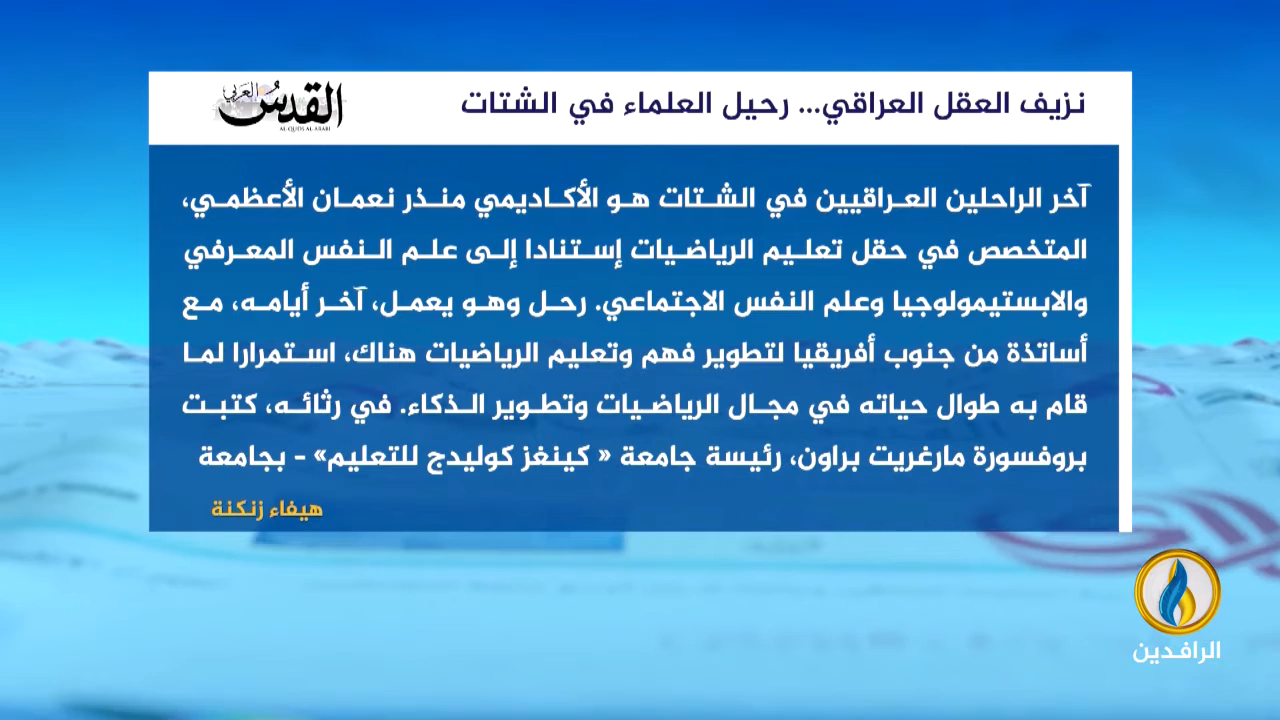 نزيف العقل العراقي... رحيل العلماء في الشتات
القدس العربي
AL-QUDS AL-ARABI
آخر الراحلين العراقيين في الشتات هو الأكاديمي منذر نعمان الأعظمي،
المتخصص في حقل تعليم الرياضيات إستنادا إلى علم النفس المعرفي
والابستيمولوجيا وعلم النفس الاجتماعي. رحل وهو يعمل، آخر أيامه، مع
أساتذة من جنوب أفريقيا لتطوير فهم وتعليم الرياضيات هناك، استمرارا لما
قام به طوال حياته في مجال الرياضيات وتطوير الذكاء. في رثائه، كتبت
بروفسورة مارغريت براون، رئيسة جامعة « كينغز كوليدج للتعليم» - بجامعة
هيفاء زنكنة
الرافدين